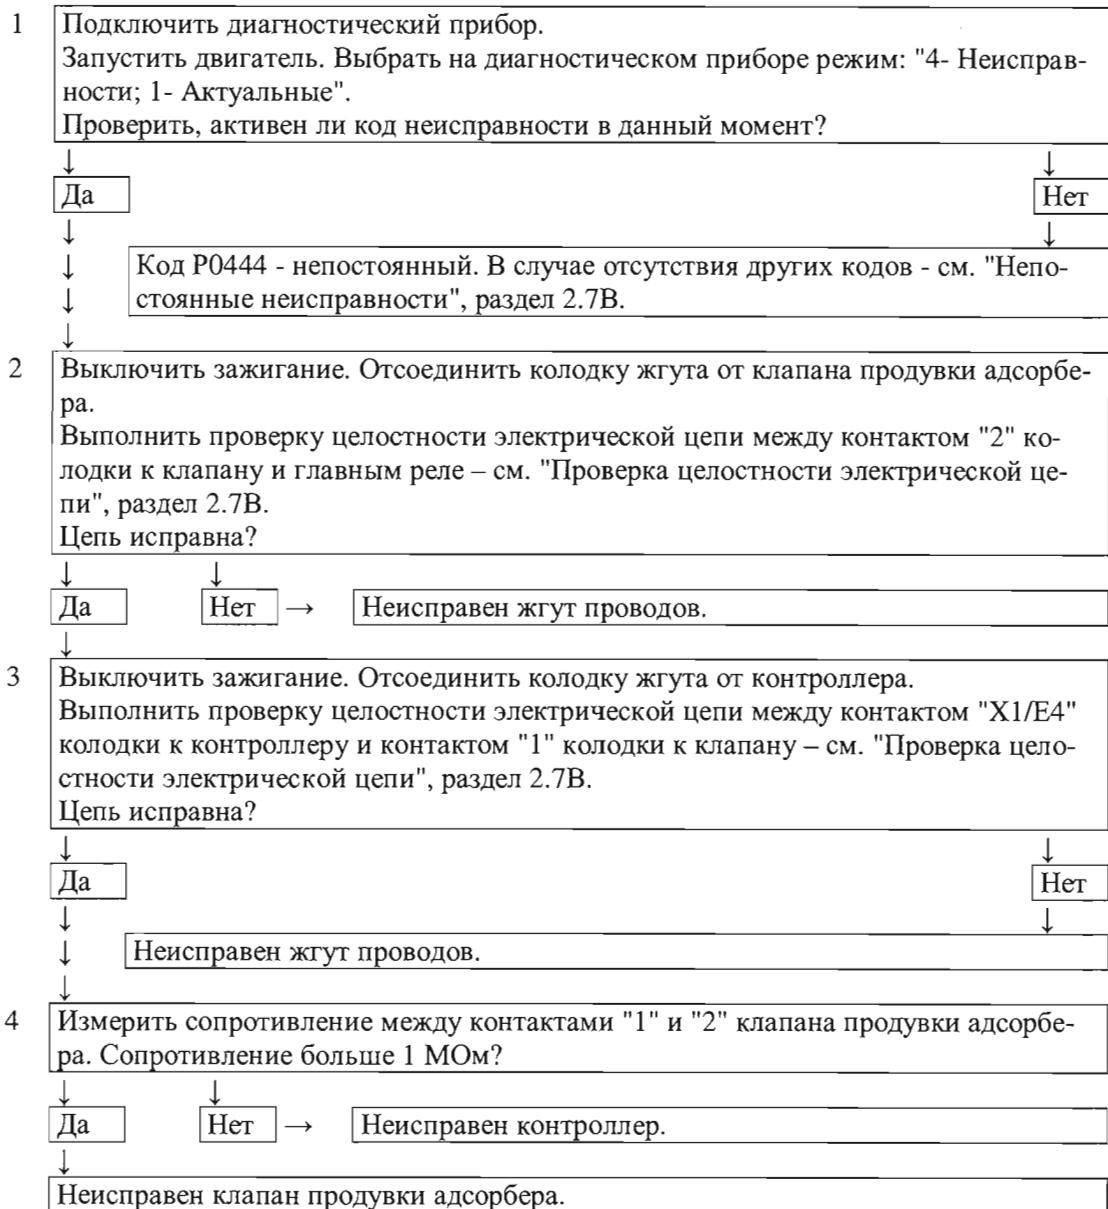 1 Подключить диагностический прибор.
Запустить двигатель. Выбрать на диагностическом приборе режим: "4- Неисправ-
ности; 1- Актуальные".
Проверить, активен ли код неисправности в данный момент?
↓ ↓
Да Нет
↓ ↓
↓ Код Р0444 - непостоянный. В случае отсутствия других кодов - см. "Непо-
↓ стоянные неисправности", раздел 2.7В.
↓
2 Выключить зажигание. Отсоединить колодку жгута от клапана продувки адсорбе-
ра.
Выполнить проверку целостности электрической цепи между контактом "2" ко-
лодки к клапану и главным реле – см. "Проверка целостности электрической це-
пи", раздел 2.7В.
Цепь исправна?
↓ ↓
Да Нет → Неисправен жгут проводов.
↓
3 Выключить зажигание. Отсоединить колодку жгута от контроллера.
Выполнить проверку целостности электрической цепи между контактом "Х1/Е4"
колодки к контроллеру и контактом "1" колодки к клапану – см. "Проверка цело-
стности электрической цепи", раздел 2.7В.
Цепь исправна?
↓ ↓
Да Нет
↓ ↓
↓ Неисправен жгут проводов.
↓
4 Измерить сопротивление между контактами "1" и "2" клапана продувки адсорбе-
ра. Сопротивление больше 1 МОм?
↓ ↓
Да Нет → Неисправен контроллер.
↓
Неисправен клапан продувки адсорбера.